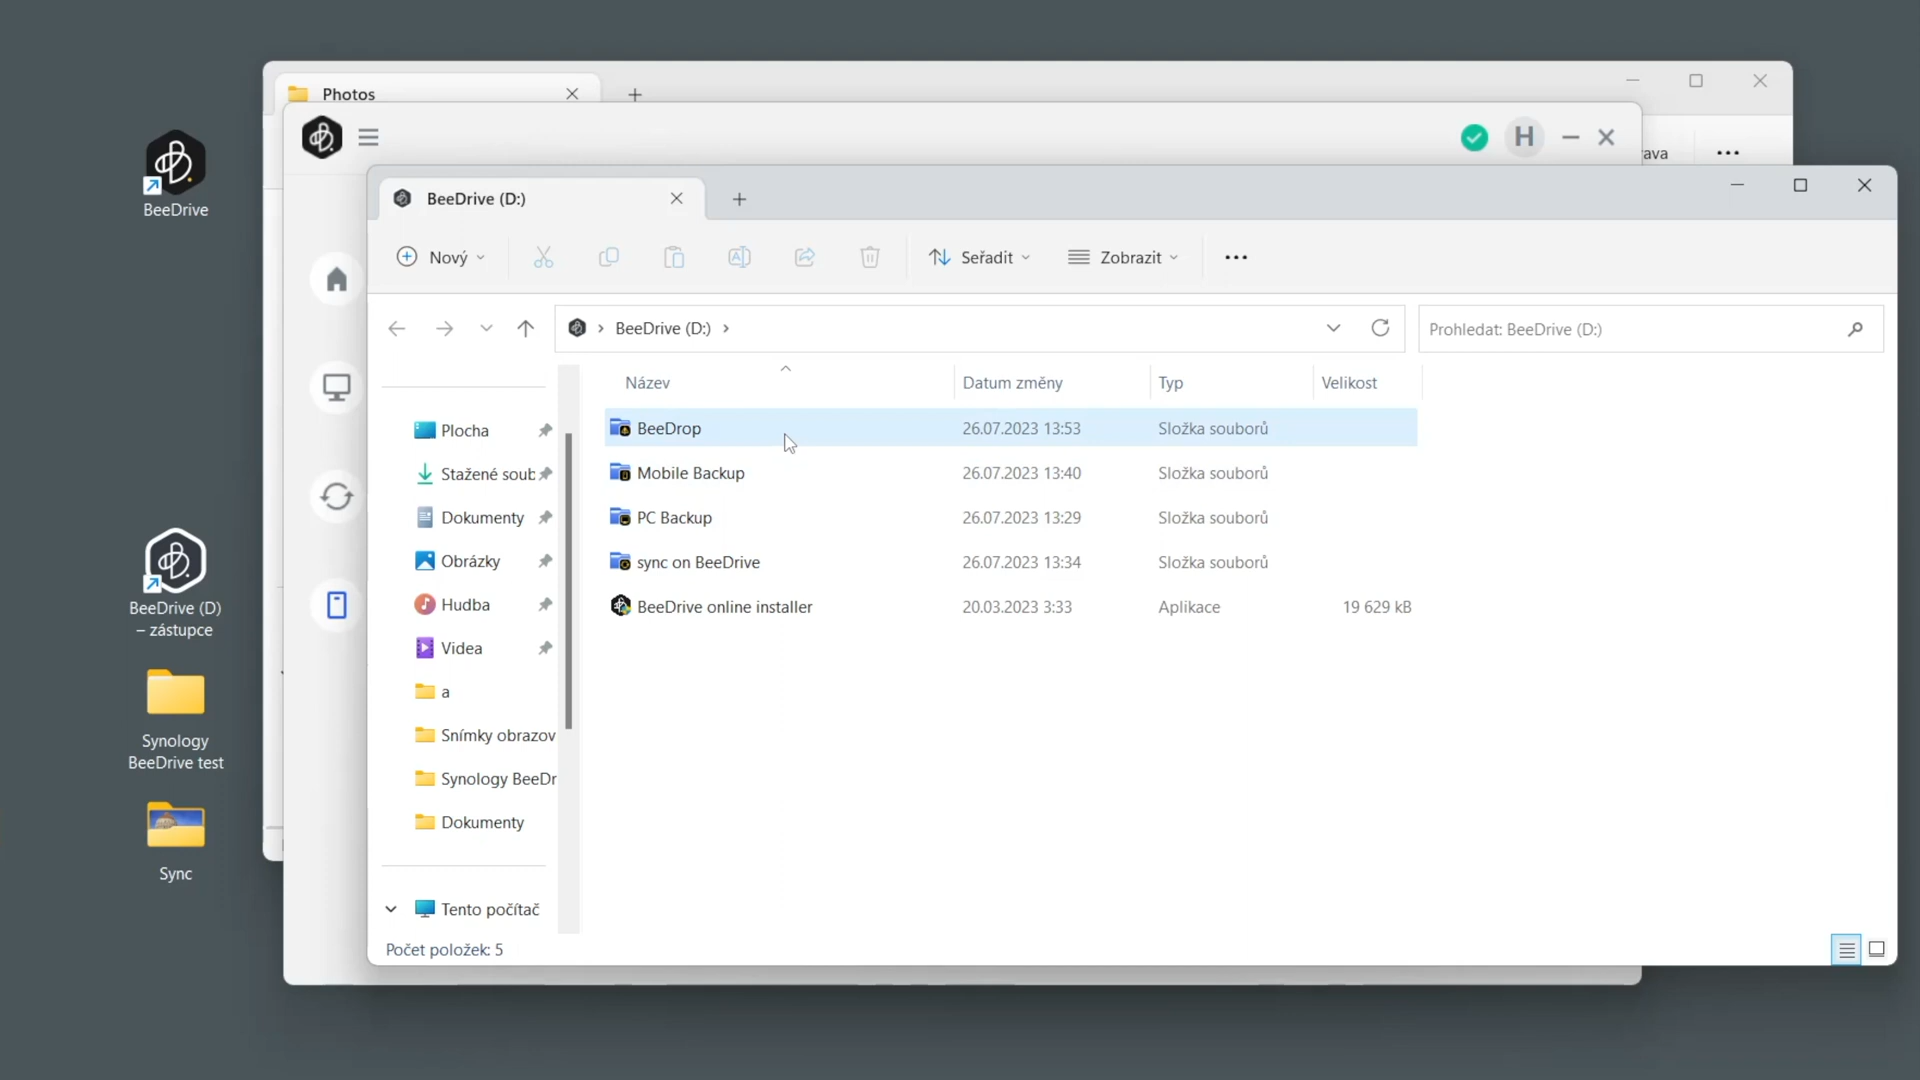 Photos
H
ava
BeeDrive
BeeDrive (D:)
Nový
Seřadit
Zobrazit
BeeDrive (D:)
Prohledat: BeeDrive (D:)
Název
Datum změny
Typ
Velikost
Plocha
Stažené soub
Dokumenty
Obrázky
Hudba
Videa
a
Snímky obrazov
Synology BeeDr
Dokumenty
Tento počítač
BeeDrop 26.07.2023 13:53 Složka souborů
Mobile Backup 26.07.2023 13:40 Složka souborů
PC Backup 26.07.2023 13:29 Složka souborů
sync on BeeDrive 26.07.2023 13:34 Složka souborů
BeeDrive online installer 20.03.2023 3:33 Aplikace 19 629 kB
Počet položek: 5
BeeDrive (D)
– zástupce
Synology
BeeDrive test
Sync